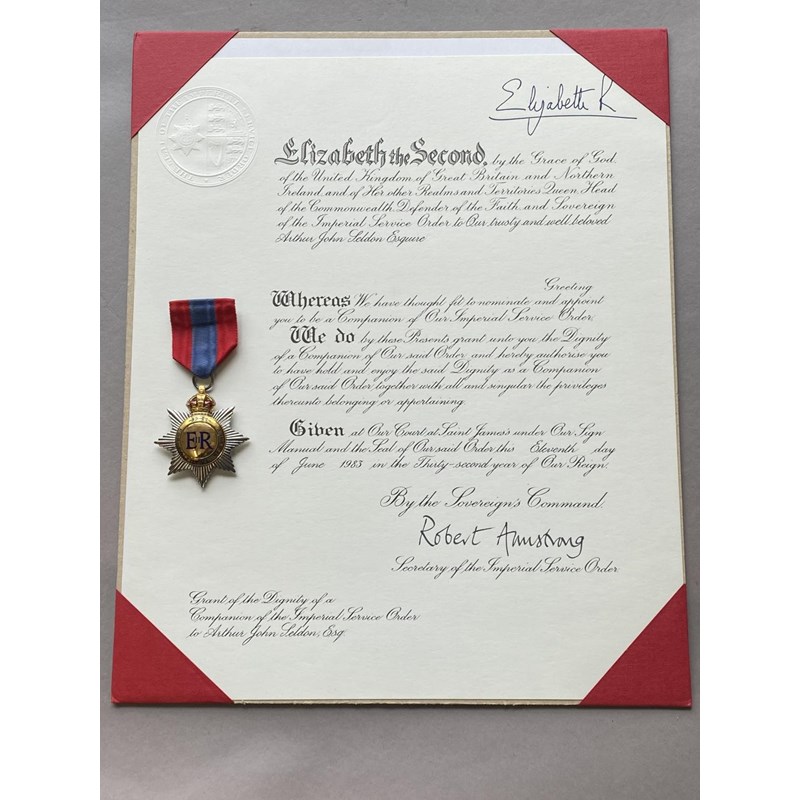 Elizabeth R
Elizabeth the Second, by the Grace of God,
of the United Kingdom of Great Britain and Northern
Ireland and of Her other Realms and Territories Queen, Head
of the Commonwealth, Defender of the Faith and Sovereign
of the Imperial Service Order to Our trusty and well beloved
Arthur John Seldon Esquire
Greeting
Whereas We have thought fit to nominate and appoint
you to be a Companion of Our Imperial Service Order
We do by these Presents grant unto you the Dignity
of a Companion of Our said Order and hereby authorise you
to have hold and enjoy the said Dignity as a Companion
of Our said Order together with all and singular the privileges
thereunto belonging or appertaining.
Given at Our Court at Saint James's under Our Sign
Manual and the Seal of Our said Order this Eleventh day
of June 1983 in the Thirty-second year of Our Reign.
By the Sovereign's Command.
Robert Armstrong
Secretary of the Imperial Service Order
Grant of the Dignity of a
Companion of the Imperial Service Order
to Arthur John Seldon, Esq.
EIIR